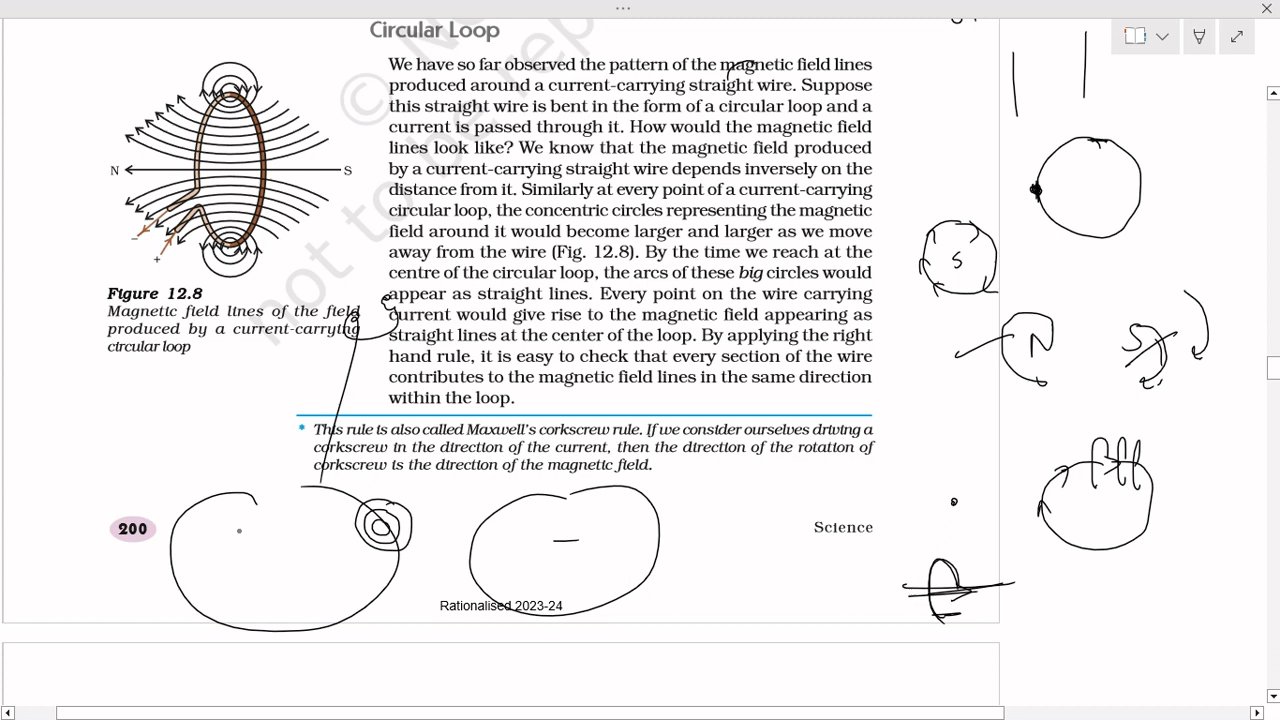 Circular Loop
We have so far observed the pattern of the magnetic field lines
produced around a current-carrying straight wire. Suppose
this straight wire is bent in the form of a circular loop and a
current is passed through it. How would the magnetic field
lines look like? We know that the magnetic field produced
by a current-carrying straight wire depends inversely on the
distance from it. Similarly at every point of a current-carrying
circular loop, the concentric circles representing the magnetic
field around it would become larger and larger as we move
away from the wire (Fig. 12.8). By the time we reach at the
centre of the circular loop, the arcs of these big circles would
appear as straight lines. Every point on the wire carrying
current would give rise to the magnetic field appearing as
straight lines at the center of the loop. By applying the right
hand rule, it is easy to check that every section of the wire
contributes to the magnetic field lines in the same direction
within the loop.
N
S
–
+
Figure 12.8
Magnetic field lines of the field
produced by a current-carrying
circular loop
* This rule is also called Maxwell's corkscrew rule. If we consider ourselves driving a
corkscrew in the direction of the current, then the direction of the rotation of
corkscrew is the direction of the magnetic field.
200
Science
Rationalised 2023-24
S
N
S
not to be rep